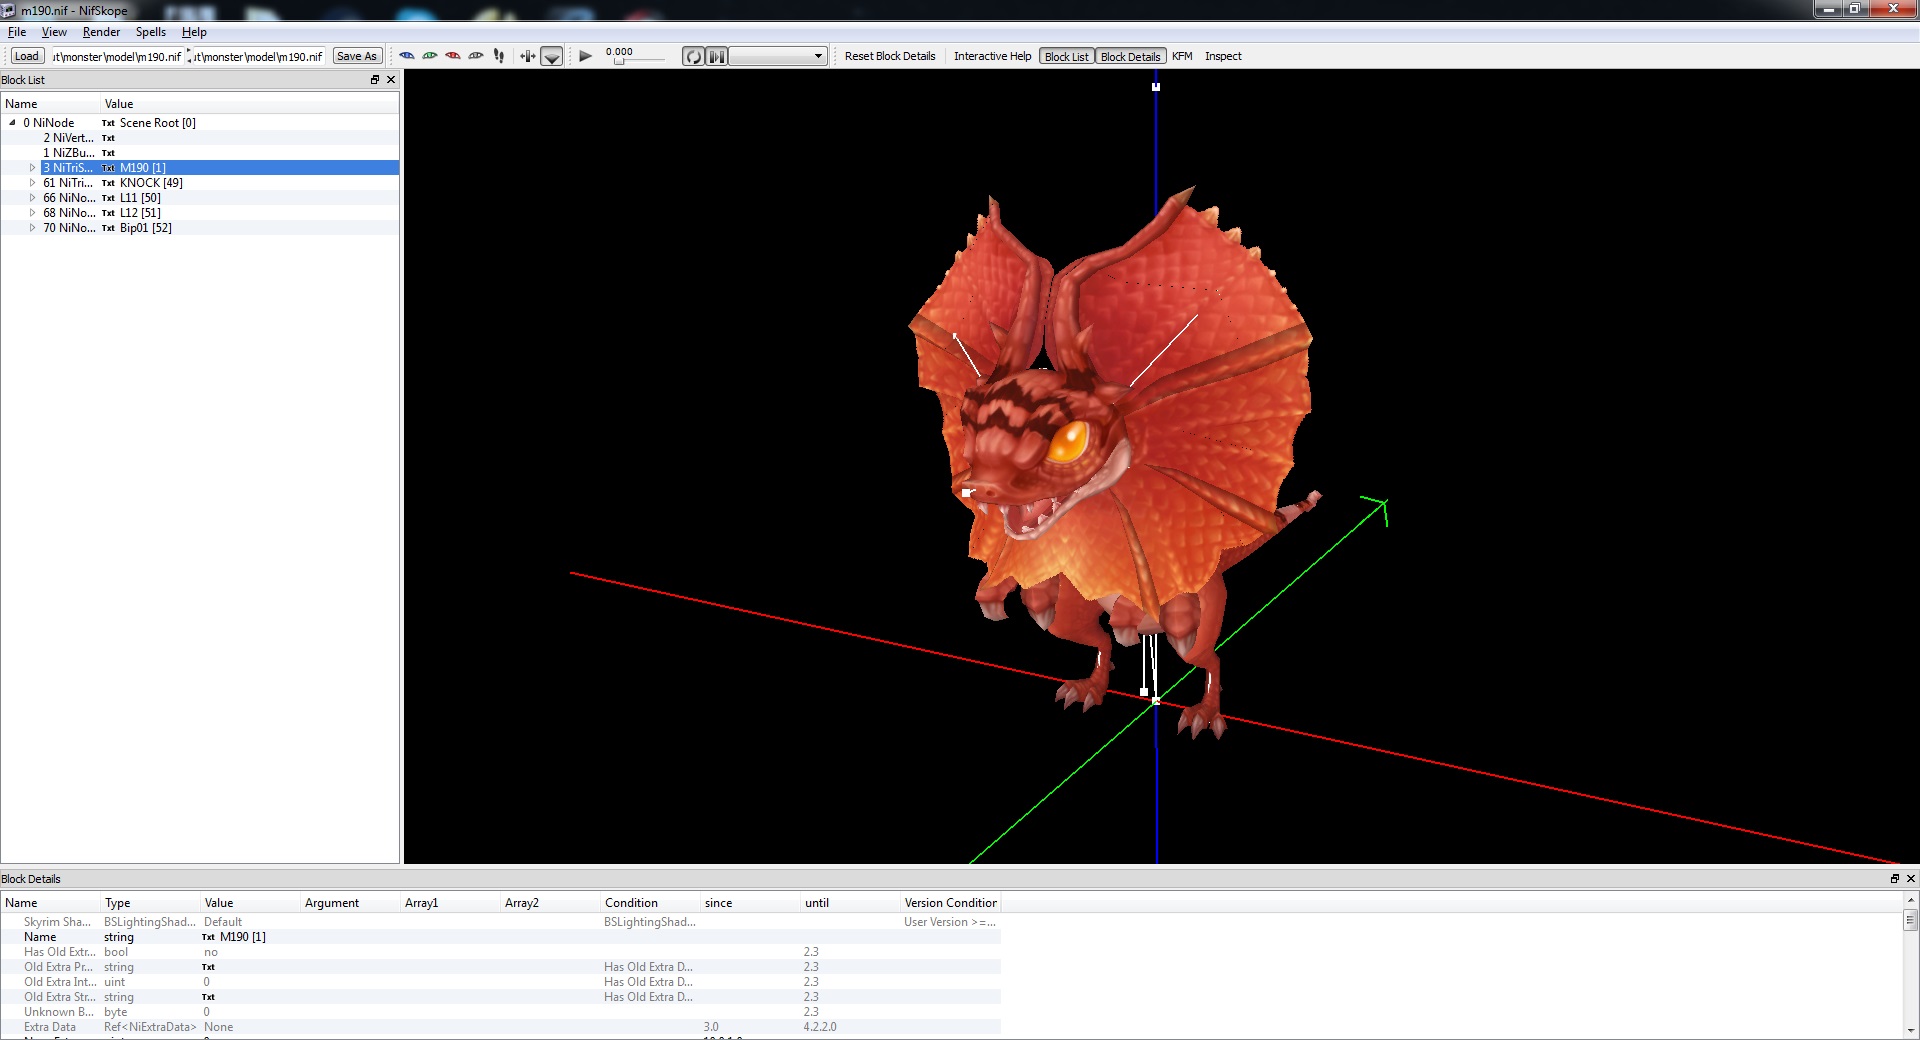 m190.nif - NifSkope
File View Render Spells Help
Load ut\monster\model\m190.nif ut\monster\model\m190.nif Save As 0.000 Reset Block Details Interactive Help Block List Block Details KFM Inspect
Block List
Name Value
0 NiNode Txt Scene Root [0]
2 NiVert... Txt
1 NiZBu... Txt
3 NiTriS... Txt M190 [1]
61 NiTri... Txt KNOCK [49]
66 NiNo... Txt L11 [50]
68 NiNo... Txt L12 [51]
70 NiNo... Txt Bip01 [52]
Block Details
Name Type Value Argument Array1 Array2 Condition since until Version Condition
Skyrim Sha... BSLightingShad... Default BSLightingShad... User Version >=...
Name string Txt M190 [1]
Has Old Extr... bool no 2.3
Old Extra Pr... string Txt Has Old Extra D... 2.3
Old Extra Int... uint 0 Has Old Extra D... 2.3
Old Extra Str... string Txt Has Old Extra D... 2.3
Unknown B... byte 0 2.3
Extra Data Ref<NiExtraData> None 3.0 4.2.2.0